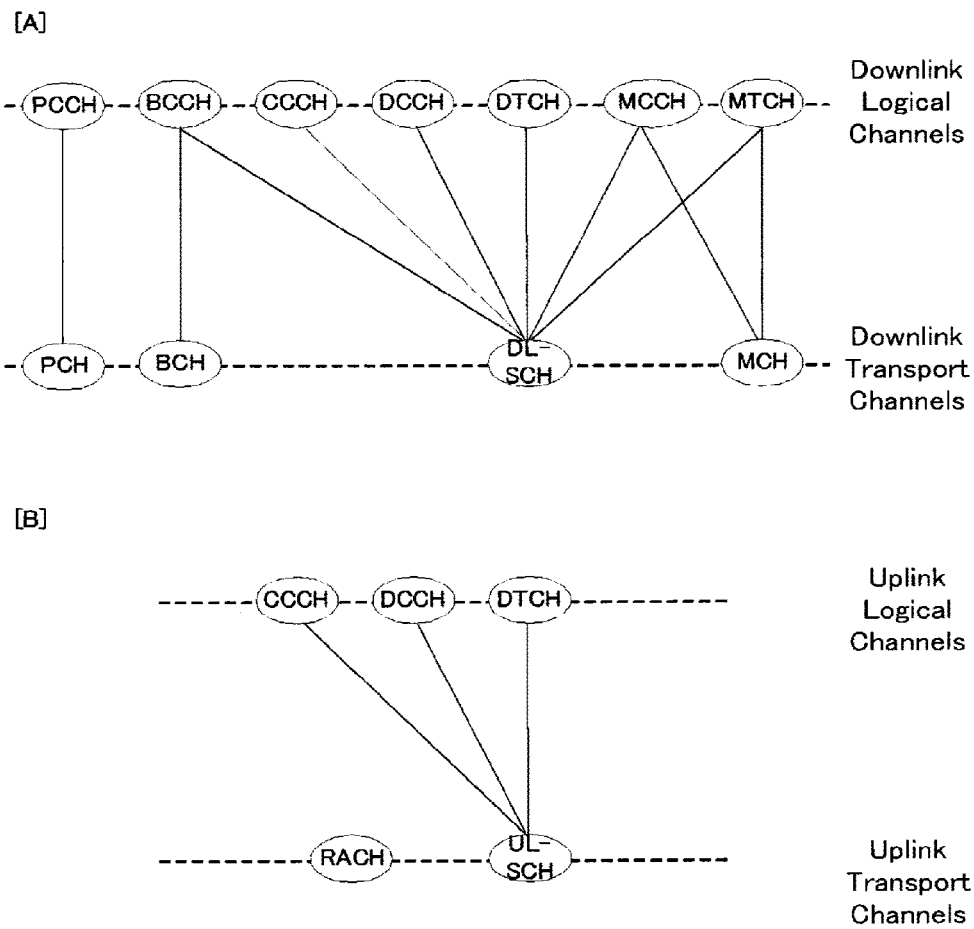 [A]
PCCH BCCH CCCH DCCH DTCH MCCH MTCH
Downlink
Logical
Channels
PCH BCH DL-
SCH MCH
Downlink
Transport
Channels
[B]
CCCH DCCH DTCH
Uplink
Logical
Channels
RACH UL-
SCH
Uplink
Transport
Channels